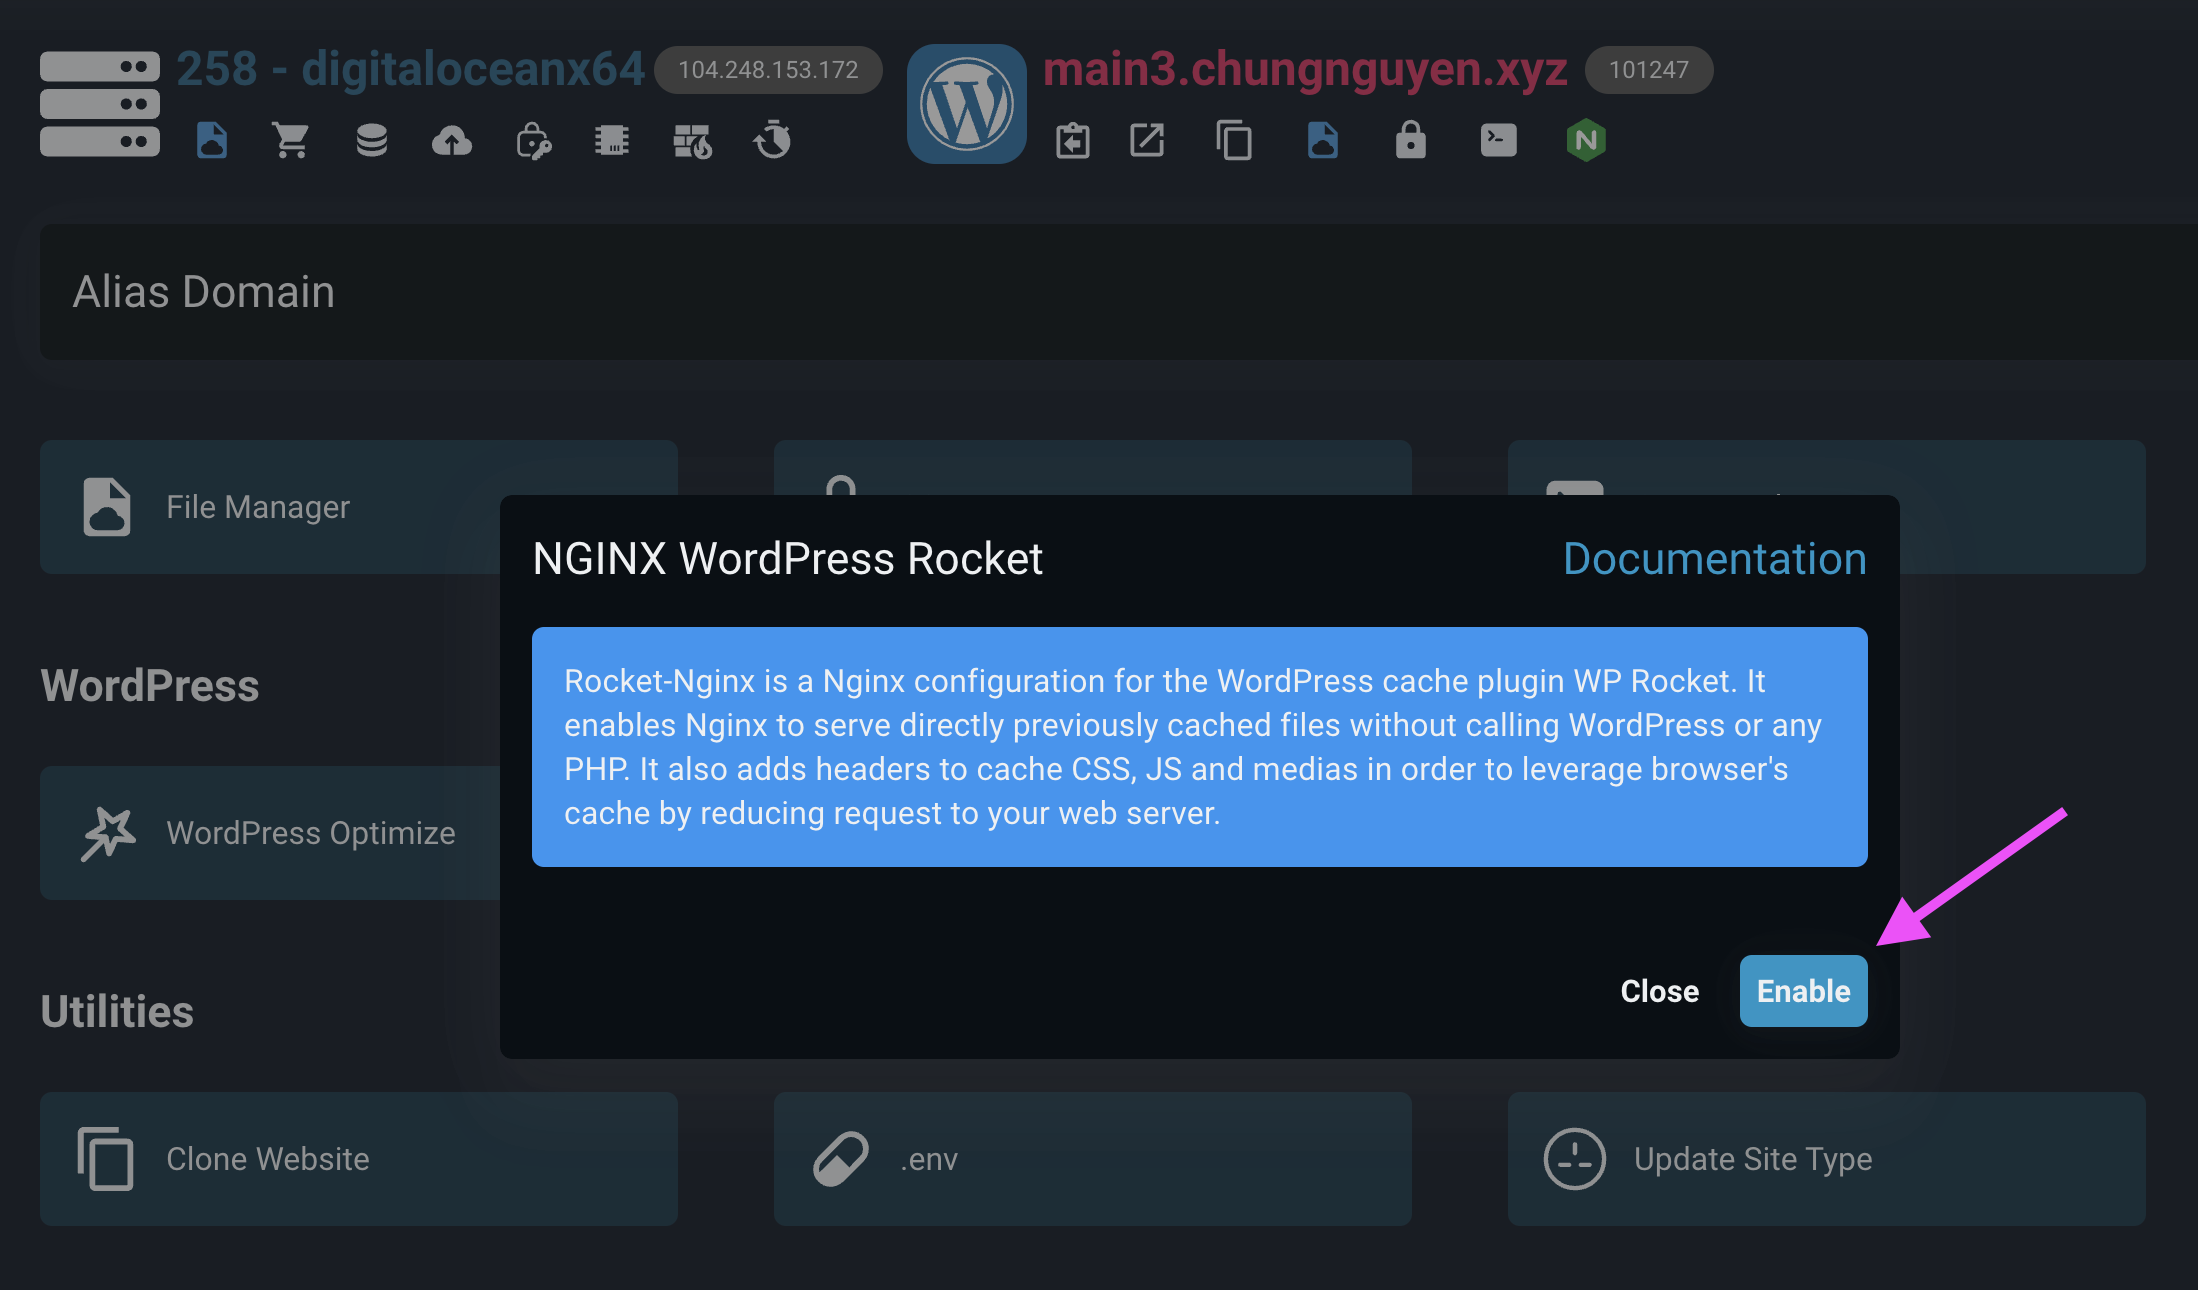 258 - digitaloceanx64 104.248.153.172 main3.chungnguyen.xyz 101247
Alias Domain
File Manager
NGINX WordPress Rocket Documentation
Rocket-Nginx is a Nginx configuration for the WordPress cache plugin WP Rocket. It
enables Nginx to serve directly previously cached files without calling WordPress or any
PHP. It also adds headers to cache CSS, JS and medias in order to leverage browser's
cache by reducing request to your web server.
Close Enable
WordPress
WordPress Optimize
Utilities
Clone Website .env Update Site Type